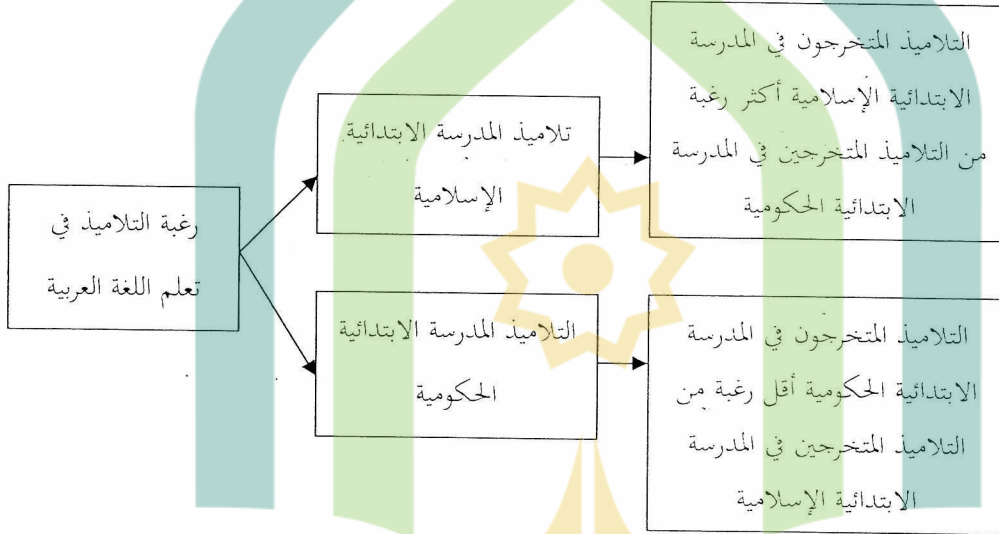 رغبة التلاميذ في
تعلم اللغة العربية
تلاميذ المدرسة الابتدائية
الإسلامية
التلاميذ المتخرجون في المدرسة
الابتدائية الإسلامية أكثر رغبة
من التلاميذ المتخرجين في المدرسة
الابتدائية الحكومية
التلاميذ المدرسة الابتدائية
الحكومية
التلاميذ المتخرجون في المدرسة
الابتدائية الحكومية أقل رغبة من
التلاميذ المتخرجين في المدرسة
الابتدائية الإسلامية